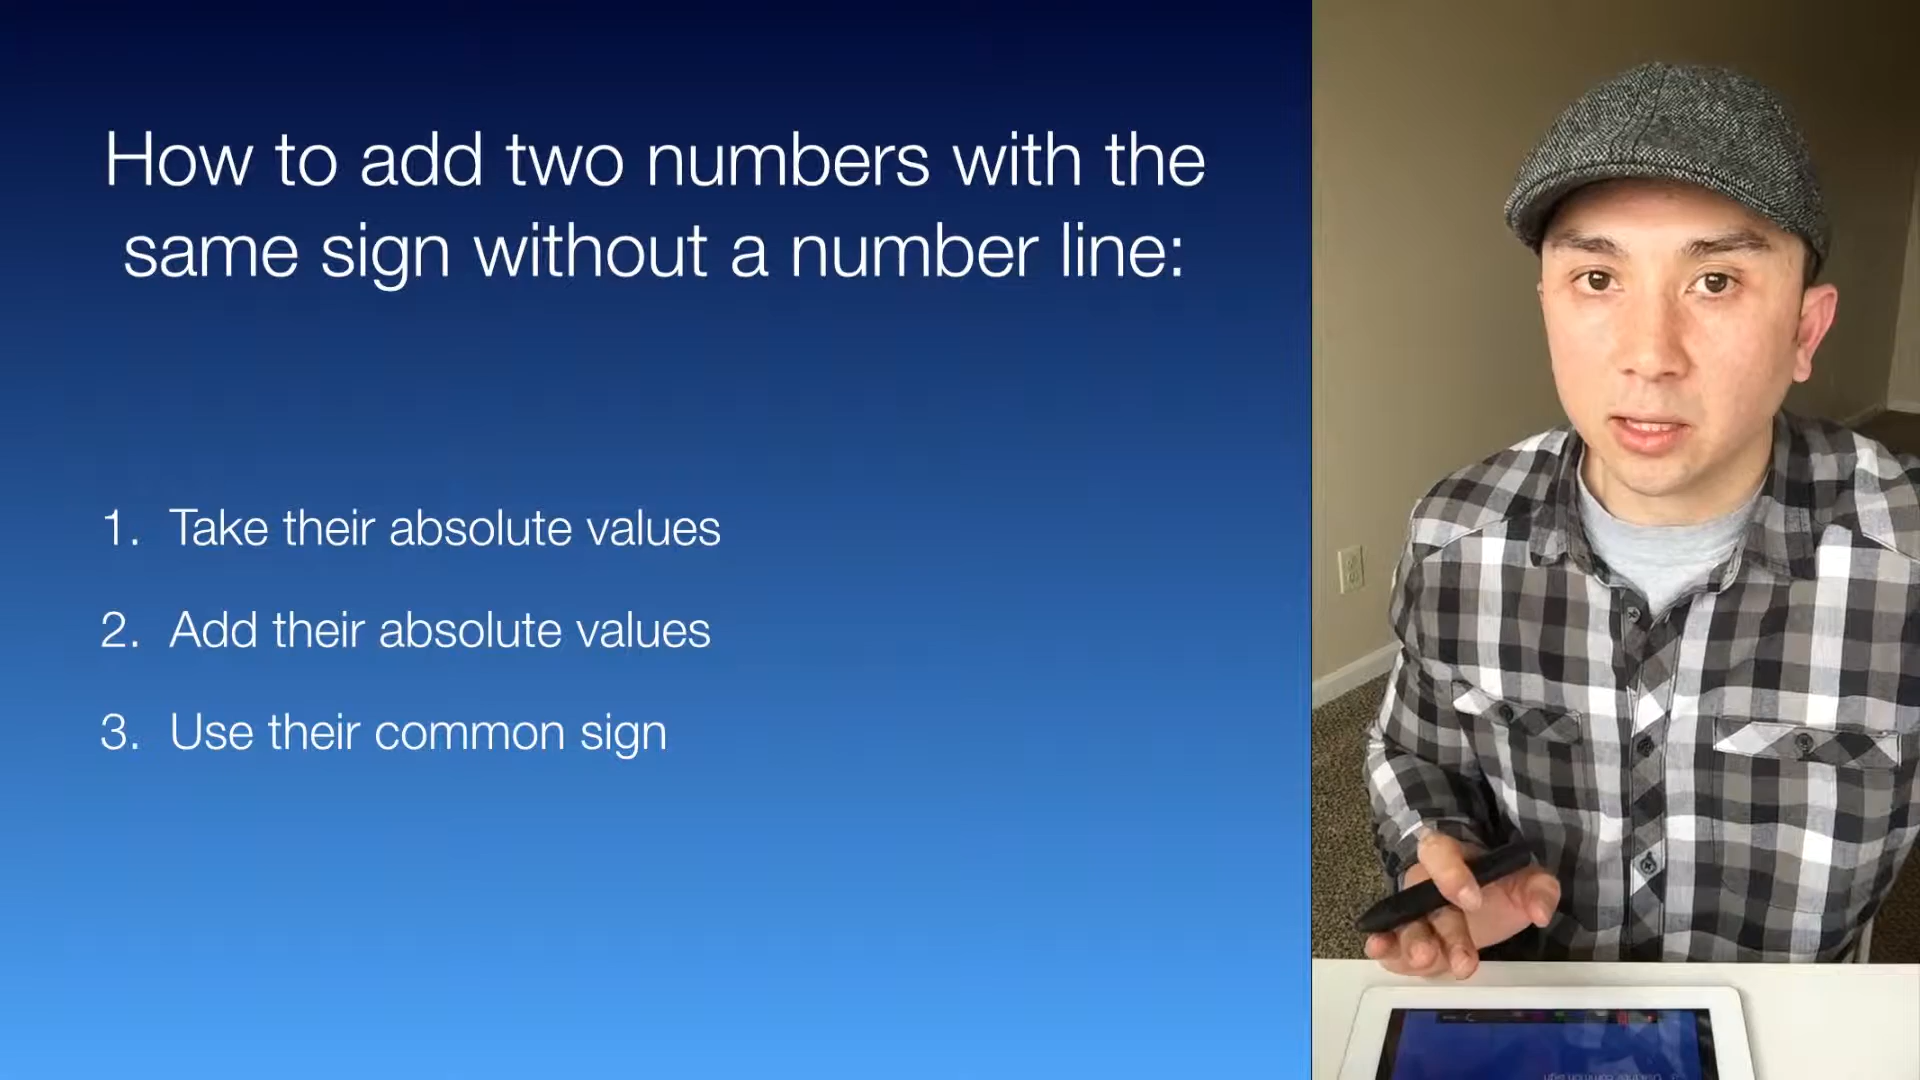 How to add two numbers with the
same sign without a number line:
1. Take their absolute values
2. Add their absolute values
3. Use their common sign